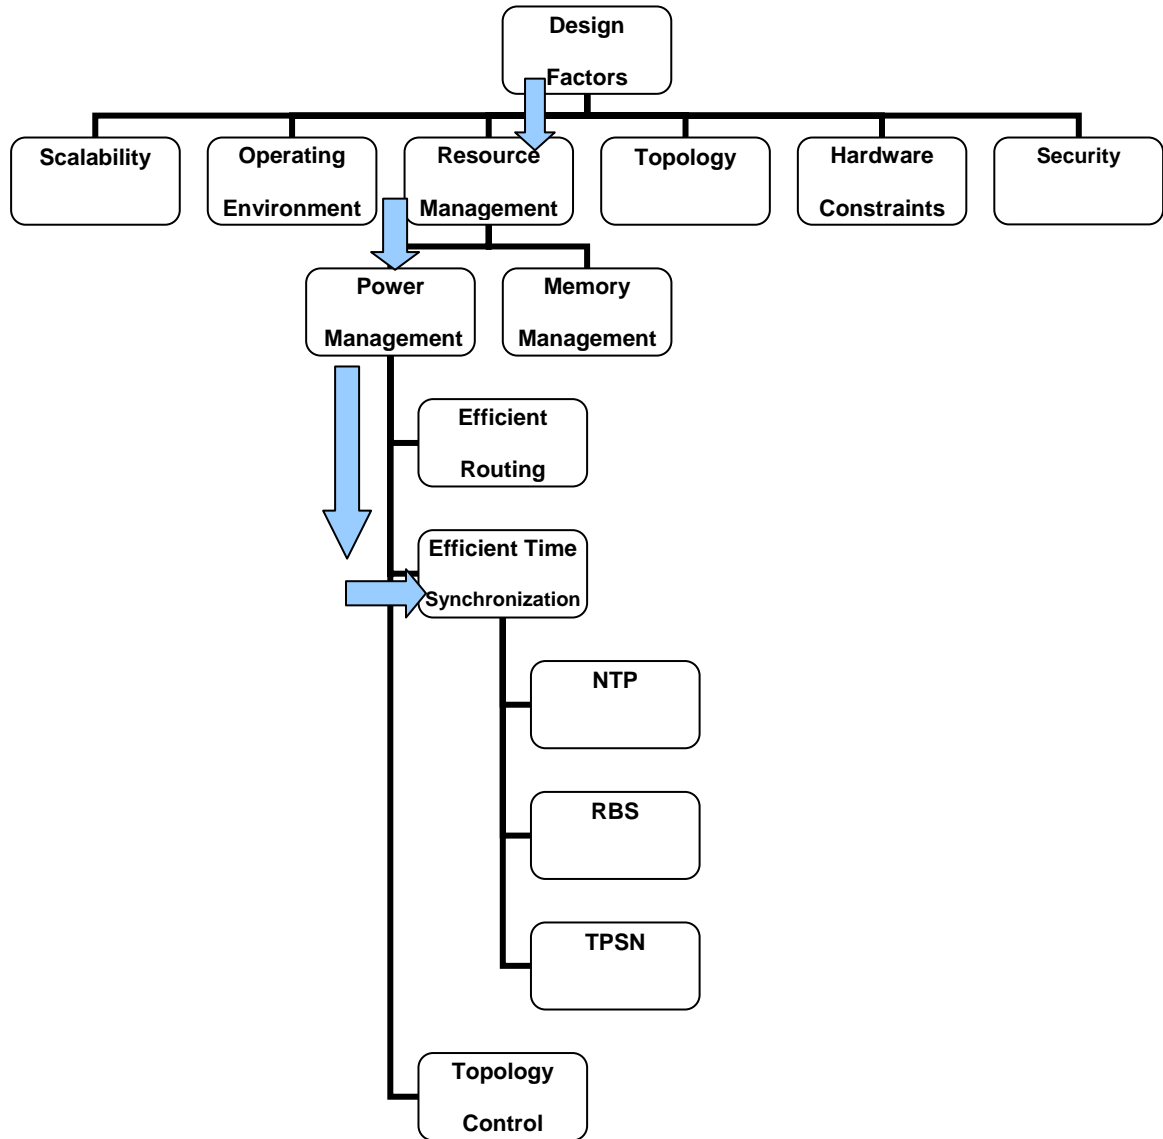 Design
Factors
Scalability
Operating
Environment
Resource
Management
Topology
Hardware
Constraints
Security
Power
Management
Memory
Management
Efficient
Routing
Efficient Time
Synchronization
NTP
RBS
TPSN
Topology
Control